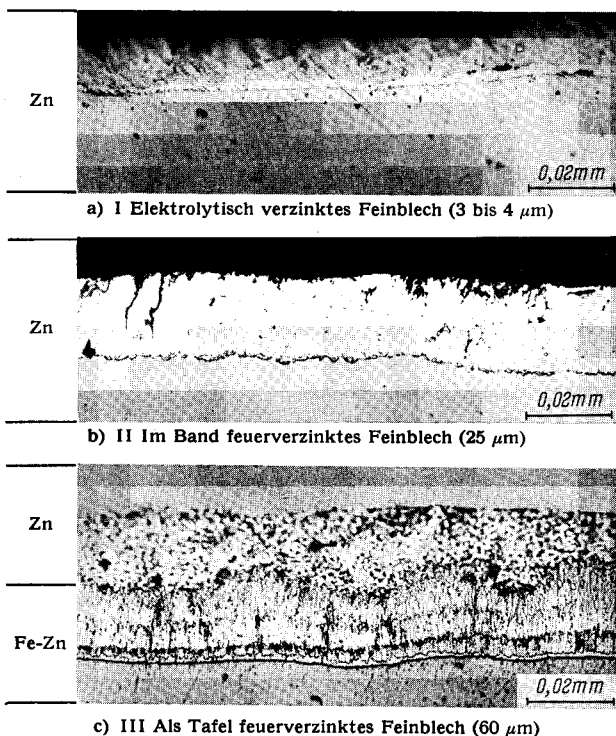 Zn
0,02mm
a) I Elektrolytisch verzinktes Feinblech (3 bis 4 μm)
Zn
0,02mm
b) II Im Band feuerverzinktes Feinblech (25 μm)
Zn
Fe-Zn
0,02mm
c) III Als Tafel feuerverzinktes Feinblech (60 μm)